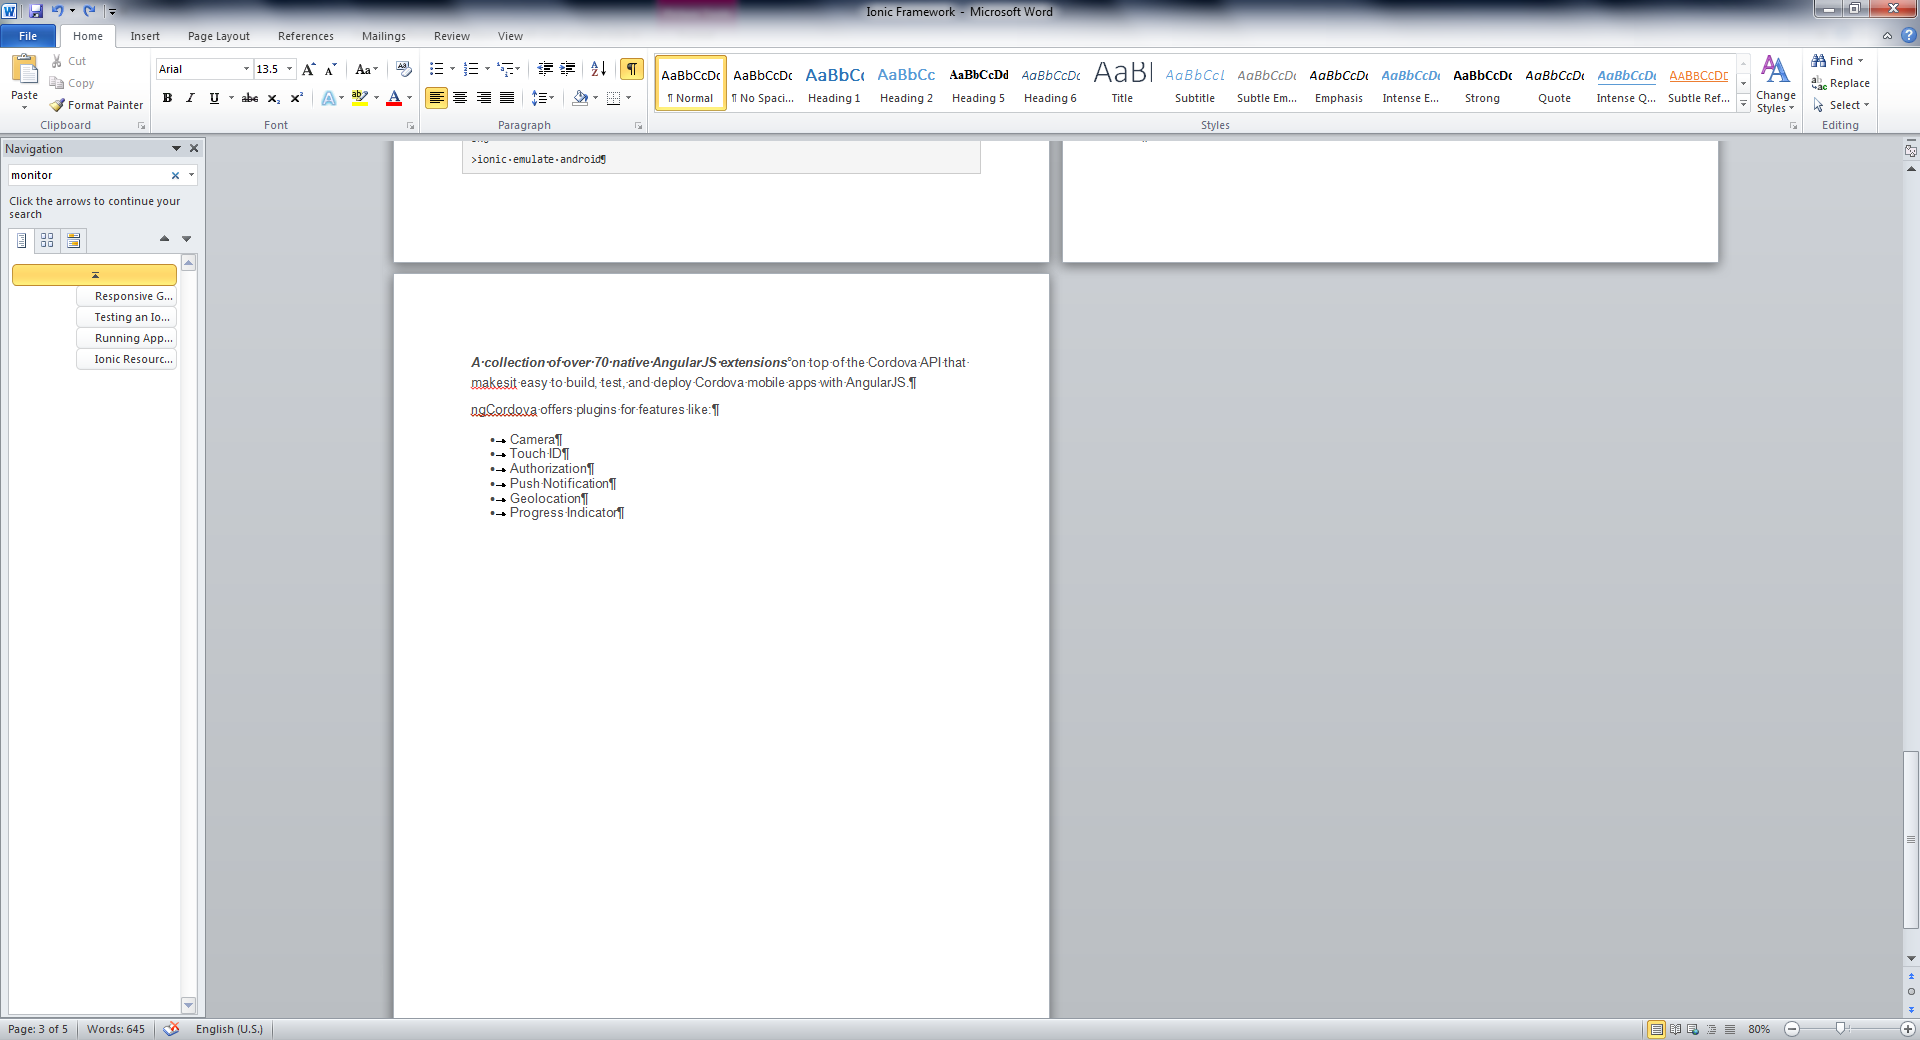 Ionic Framework - Microsoft Word
File Home Insert Page Layout References Mailings Review View
Paste
Cut
Copy
Format Painter
Clipboard
Arial 13.5
Font
Paragraph
AaBbCcDc AaBbCcDc AaBbCc AaBbCc AaBbCcDd AaBbCcDc AaBl AaBbCcL AaBbCcDc AaBbCcDc AaBbCcDc AaBbCcDc AaBbCcDc AaBbCcDc AABBCCDC
¶ Normal ¶ No Spaci... Heading 1 Heading 2 Heading 5 Heading 6 Title Subtitle Subtle Em... Emphasis Intense E... Strong Quote Intense Q... Subtle Ref...
Styles
Change Styles
Find
Replace
Select
Editing
Navigation
monitor
Click the arrows to continue your
search
Responsive G...
Testing an Io...
Running App...
Ionic Resourc...
>ionic·emulate·android¶
A·collection·of·over·70·native·AngularJS·extensions°on·top·of·the·Cordova·API·that·
makesit·easy·to·build,·test,·and·deploy·Cordova·mobile·apps·with·AngularJS.¶
ngCordova·offers·plugins·for·features·like:¶
•→ Camera¶
•→ Touch·ID¶
•→ Authorization¶
•→ Push·Notification¶
•→ Geolocation¶
•→ Progress·Indicator¶
Page: 3 of 5 Words: 645 English (U.S.) 80%